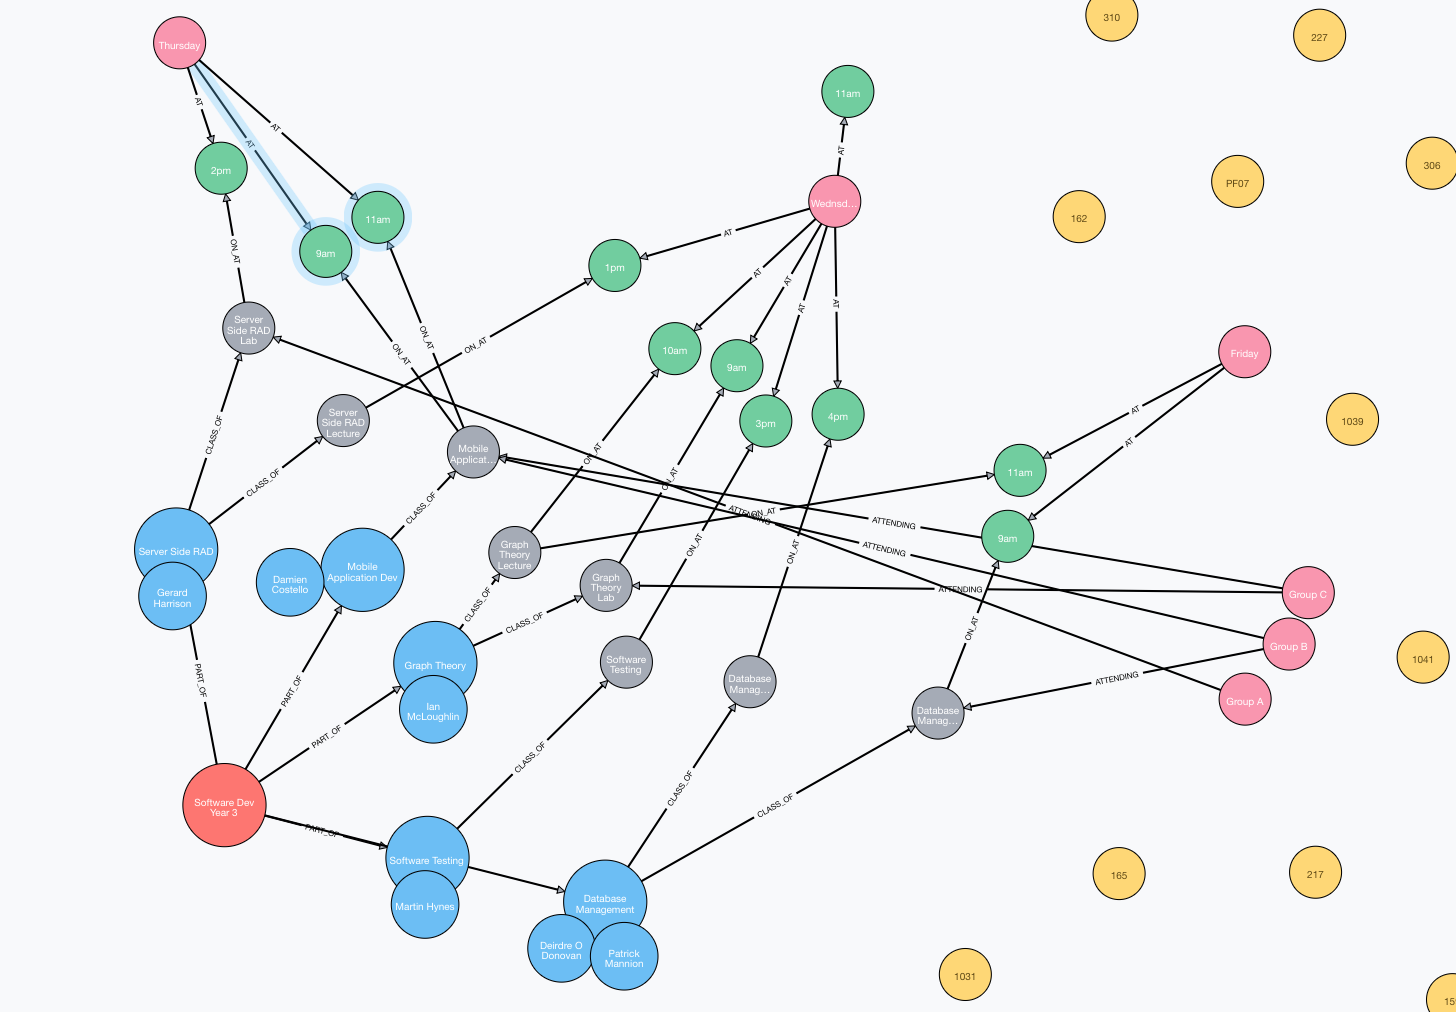 310
227
Thursday
11am
AT
AT
AT
AT
306
2pm
PF07
Wednsd...
162
11am
AT
ON_AT
9am
1pm
AT
AT
AT
AT
Server
Side RAD
Lab
ON_AT
ON_AT
ON_AT
10am
9am
Friday
Server
Side RAD
Lecture
CLASS_OF
3pm
4pm
AT
AT
1039
Mobile
Applicat...
ON_AT
ON_AT
11am
CLASS_OF
CLASS_OF
ATTENDING
ON_AT
ATTENDING
9am
Server Side RAD
Graph
Theory
Lecture
ON_AT
ON_AT
ATTENDING
Mobile
Application Dev
Damien
Costello
Gerard
Harrison
Graph
Theory
Lab
ATTENDING
Group C
CLASS_OF
CLASS_OF
ON_AT
Group B
Graph Theory
Software
Testing
1041
PART_OF
PART_OF
Database
Manag...
ATTENDING
Group A
Ian
McLoughlin
Database
Manag...
PART_OF
CLASS_OF
Software Dev
Year 3
CLASS_OF
CLASS_OF
PART_OF
Software Testing
165
217
Martin Hynes
Database
Management
Deirdre O
Donovan
Patrick
Mannion
1031